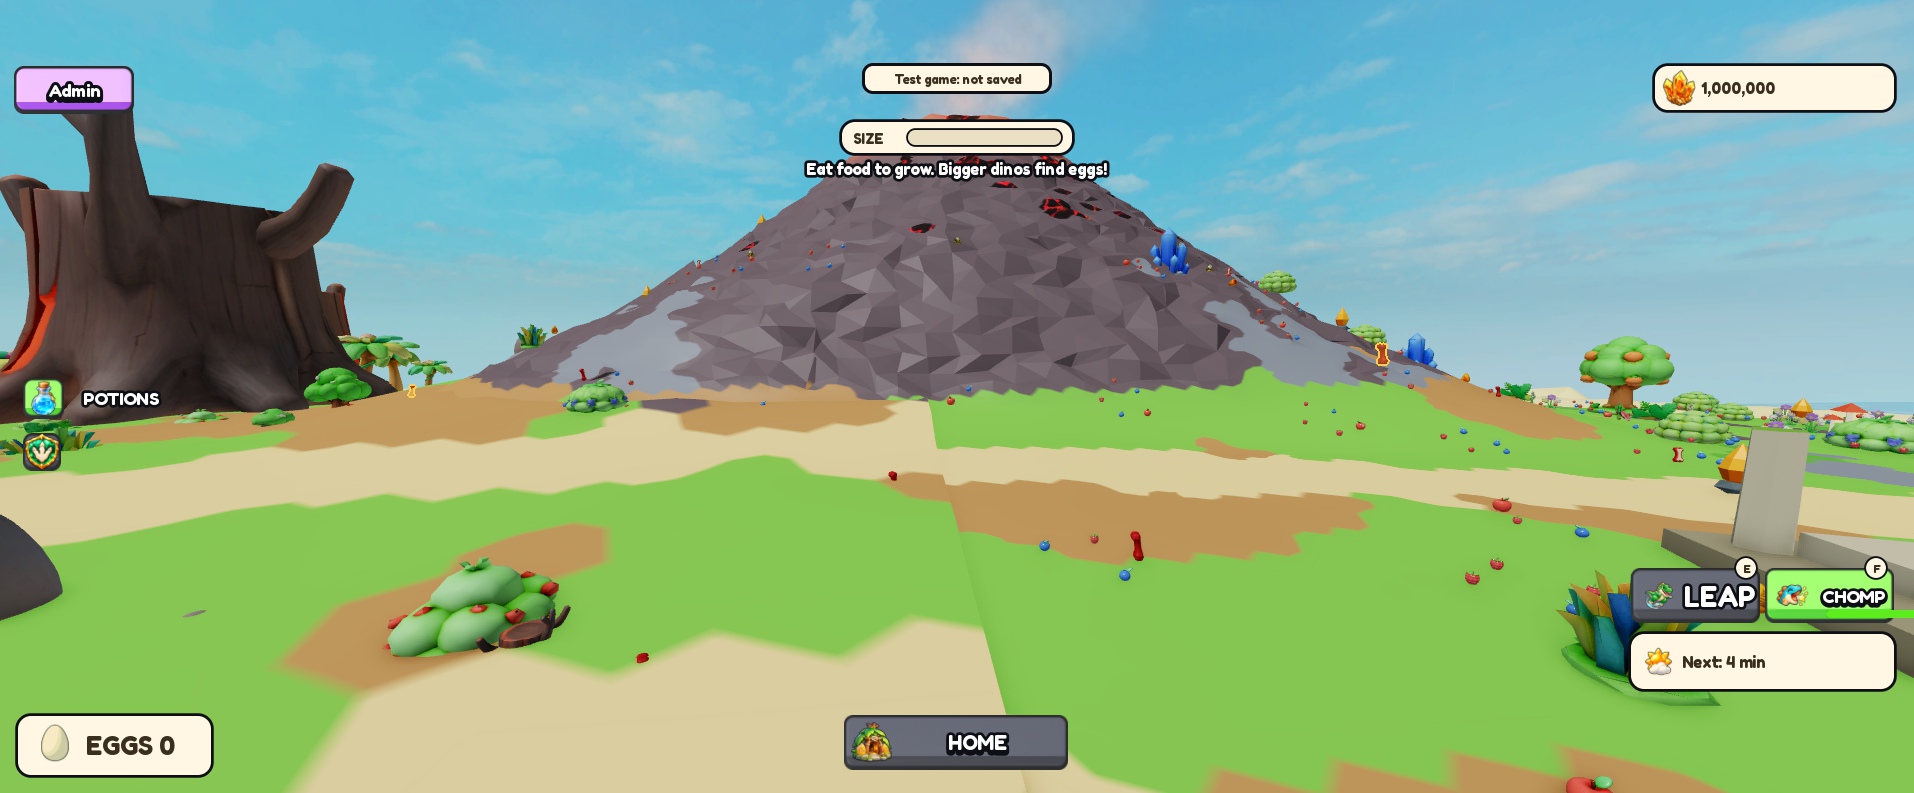 Admin
Test game: not saved
1,000,000
SIZE
Eat food to grow. Bigger dinos find eggs!
POTIONS
E
LEAP
F
CHOMP
Next: 4 min
EGGS 0
HOME